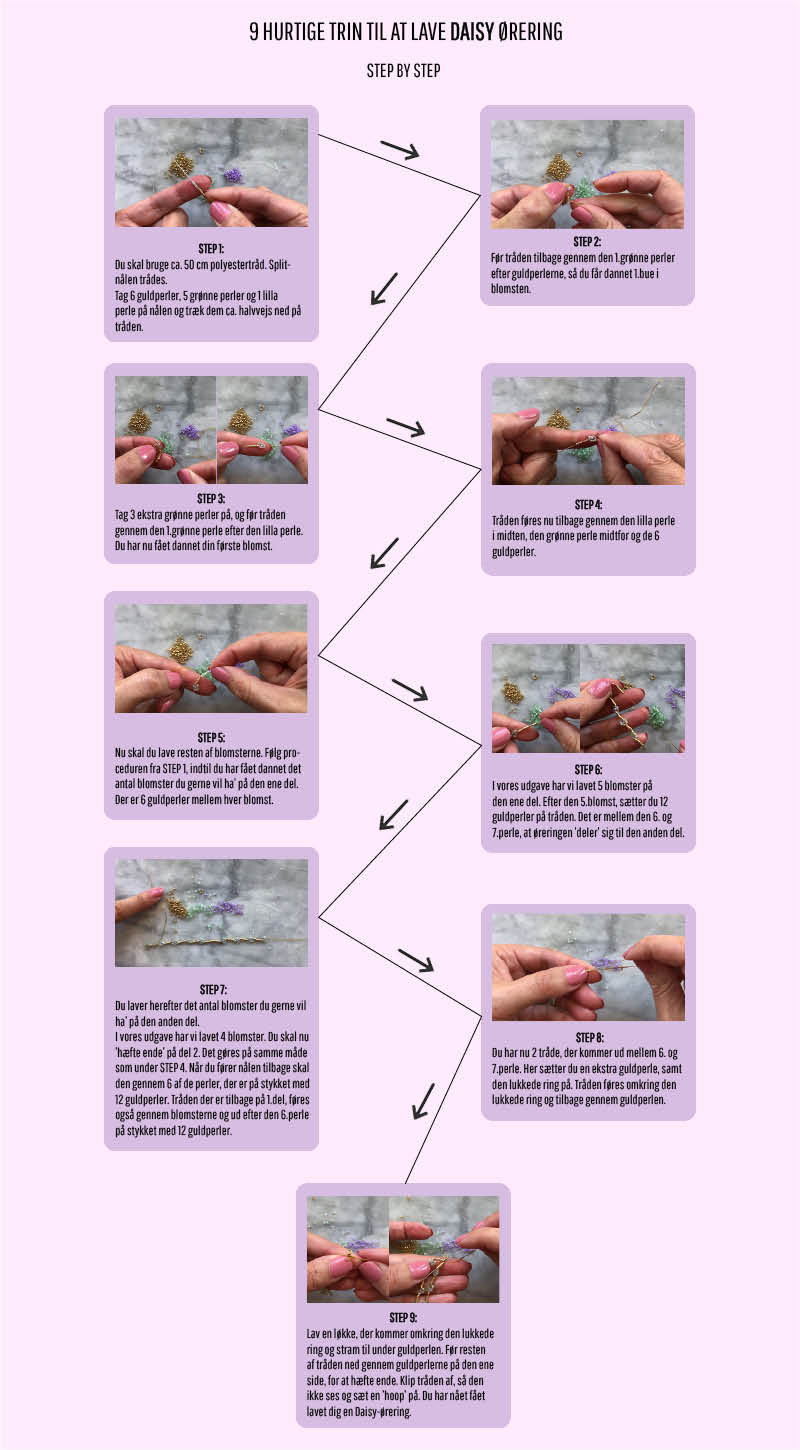 9 HURTIGE TRIN TIL AT LAVE DAISY ØRERING
STEP BY STEP
STEP 1:
Du skal bruge ca. 50 cm polyestertråd. Split-
nålen trådes.
Tag 6 guldperler, 5 grønne perler og 1 lilla
perle på nålen og træk dem ca. halvvejs ned på
tråden.
STEP 2:
Før tråden tilbage gennem den 1.grønne perler
efter guldperlerne, så du får dannet 1.bue i
blomsten.
STEP 3:
Tag 3 ekstra grønne perler på, og før tråden
gennem den 1.grønne perle efter den lilla perle.
Du har nu fået dannet din første blomst.
STEP 4:
Tråden føres nu tilbage gennem den lilla perle
i midten, den grønne perle midtfor og de 6
guldperler.
STEP 5:
Nu skal du lave resten af blomsterne. Følg pro-
ceduren fra STEP 1, indtil du har fået dannet det
antal blomster du gerne vil ha' på den ene del.
Der er 6 guldperler mellem hver blomst.
STEP 6:
I vores udgave har vi lavet 5 blomster på
den ene del. Efter den 5.blomst, sætter du 12
guldperler på tråden. Det er mellem den 6. og
7.perle, at øreringen 'deler' sig til den anden del.
STEP 7:
Du laver herefter det antal blomster du gerne vil
ha' på den anden del.
I vores udgave har vi lavet 4 blomster. Du skal nu
'hæfte ende' på del 2. Det gøres på samme måde
som under STEP 4. Når du fører nålen tilbage skal
den gennem 6 af de perler, der er på stykket med
12 guldperler. Tråden der er tilbage på 1.del, føres
også gennem blomsterne og ud efter den 6.perle
på stykket med 12 guldperler.
STEP 8:
Du har nu 2 tråde, der kommer ud mellem 6. og
7.perle. Her sætter du en ekstra guldperle, samt
den lukkede ring på. Tråden føres omkring den
lukkede ring og tilbage gennem guldperlen.
STEP 9:
Lav en løkke, der kommer omkring den lukkede
ring og stram til under guldperlen. Før resten
af tråden ned gennem guldperlerne på den ene
side, for at hæfte ende. Klip tråden af, så den
ikke ses og sæt en 'hoop' på. Du har nået fået
lavet dig en Daisy-ørering.